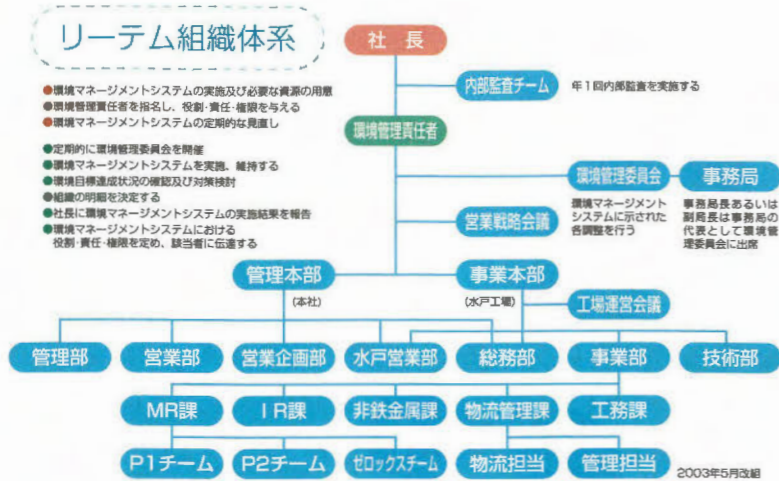 リーテム組織体系
社 長
内部監査チーム
年1回内部監査を実施する
●環境マネージメントシステムの実施及び必要な資源の用意
●環境管理責任者を指名し、役割・責任・権限を与える
●環境マネージメントシステムの定期的な見直し
環境管理責任者
●定期的に環境管理委員会を開催
●環境マネージメントシステムを実施、維持する
●環境目標達成状況の確認及び対策検討
●組織の明細を決定する
●社長に環境マネージメントシステムの実施結果を報告
●環境マネージメントシステムにおける
役割・責任・権限を定め、該当者に伝達する
環境管理委員会
事務局
環境マネージメント
システムに示された
各調整を行う
事務局長あるいは
副局長は事務局の
代表として環境管
理委員会に出席
営業戦略会議
管理本部
(本社)
事業本部
(水戸工場)
工場運営会議
管理部
営業部
営業企画部
水戸営業部
総務部
事業部
技術部
MR課
IR課
非鉄金属課
物流管理課
工務課
P1チーム
P2チーム
ゼロックスチーム
物流担当
管理担当
2003年5月改組